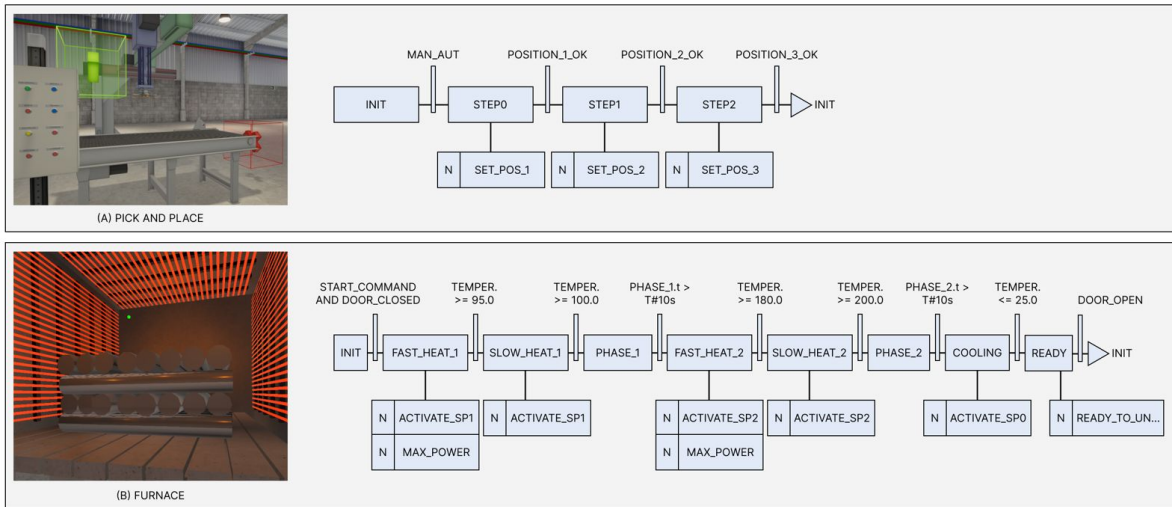 MAN_AUT
POSITION_1_OK
POSITION_2_OK
POSITION_3_OK
INIT
STEP0
STEP1
STEP2
INIT
N SET_POS_1
N SET_POS_2
N SET_POS_3
(A) PICK AND PLACE
START_COMMAND
AND DOOR_CLOSED
TEMPER.
>= 95.0
TEMPER.
>= 100.0
PHASE_1.t >
T#10s
TEMPER.
>= 180.0
TEMPER.
>= 200.0
PHASE_2.t >
T#10s
TEMPER.
<= 25.0
DOOR_OPEN
INIT
FAST_HEAT_1
SLOW_HEAT_1
PHASE_1
FAST_HEAT_2
SLOW_HEAT_2
PHASE_2
COOLING
READY
INIT
N ACTIVATE_SP1
N MAX_POWER
N ACTIVATE_SP1
N ACTIVATE_SP2
N MAX_POWER
N ACTIVATE_SP2
N ACTIVATE_SP0
N READY_TO_UN...
(B) FURNACE